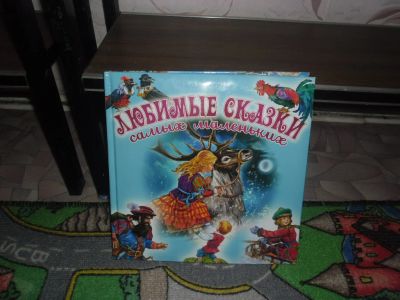 ЛЮБИМЫЕ СКАЗКИ
самых маленьких